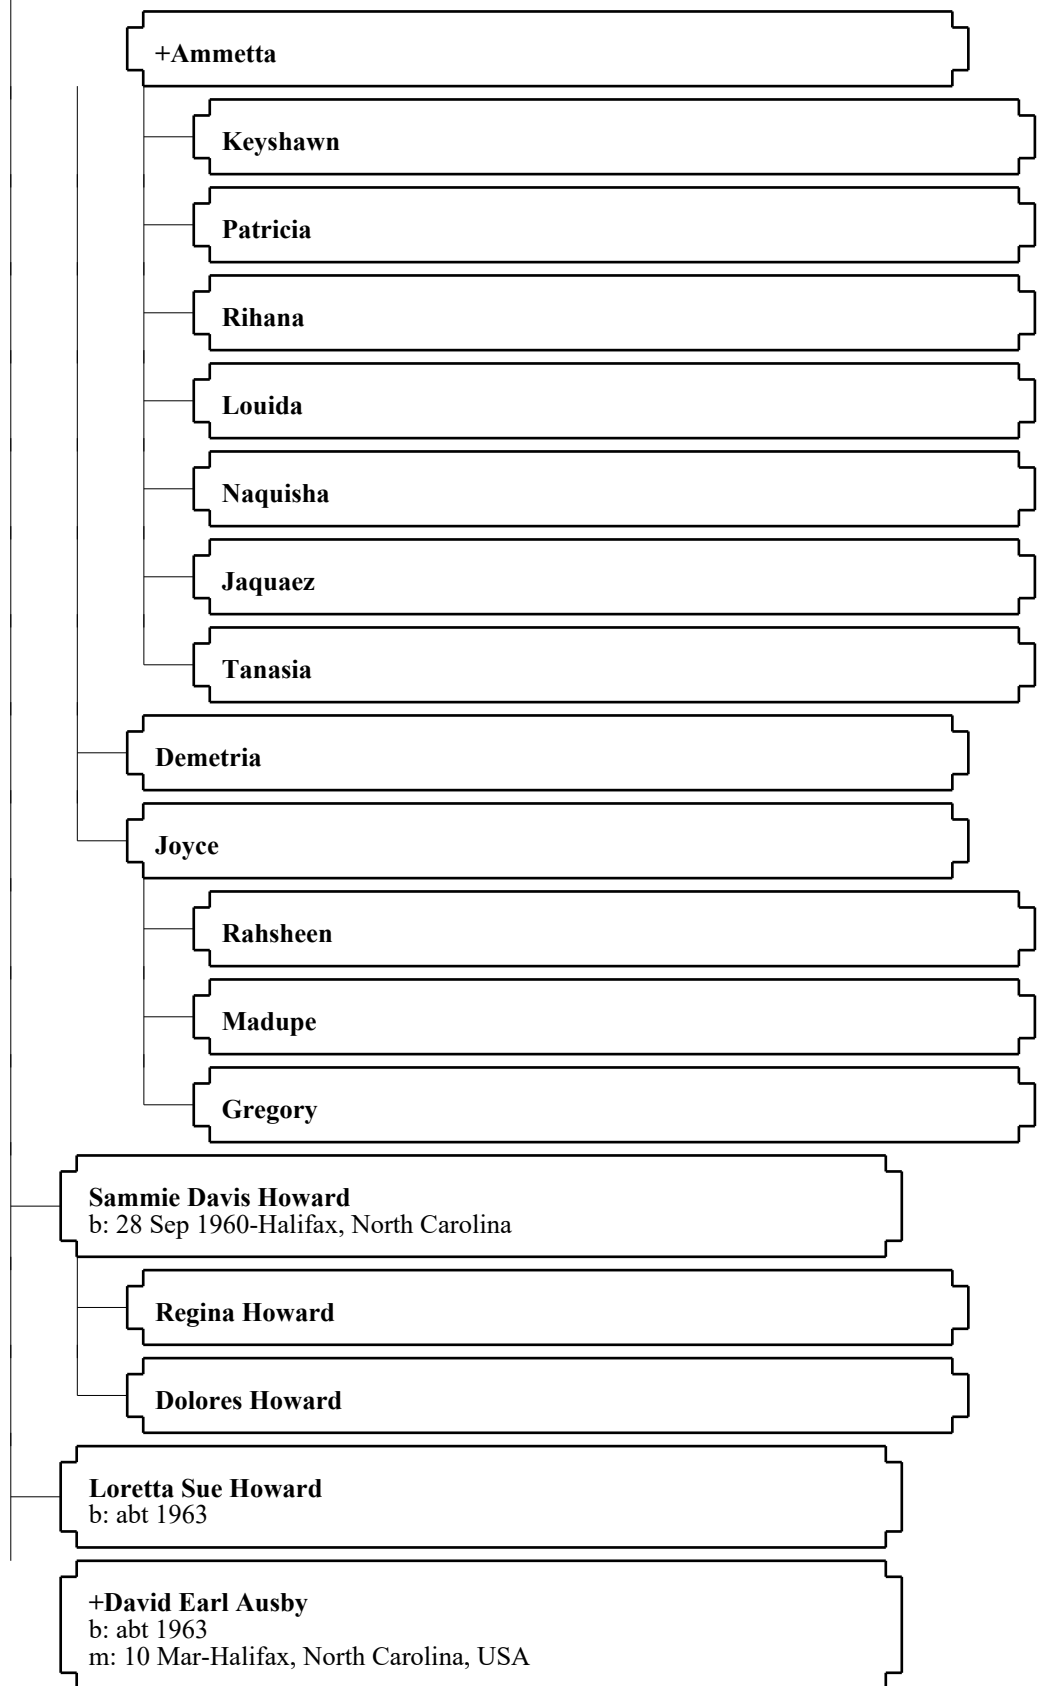 +Ammetta
Keyshawn
Patricia
Rihana
Louida
Naquisha
Jaquaez
Tanasia
Demetria
Joyce
Rahsheen
Madupe
Gregory
Sammie Davis Howard
b: 28 Sep 1960-Halifax, North Carolina
Regina Howard
Dolores Howard
Loretta Sue Howard
b: abt 1963
+David Earl Ausby
b: abt 1963
m: 10 Mar-Halifax, North Carolina, USA